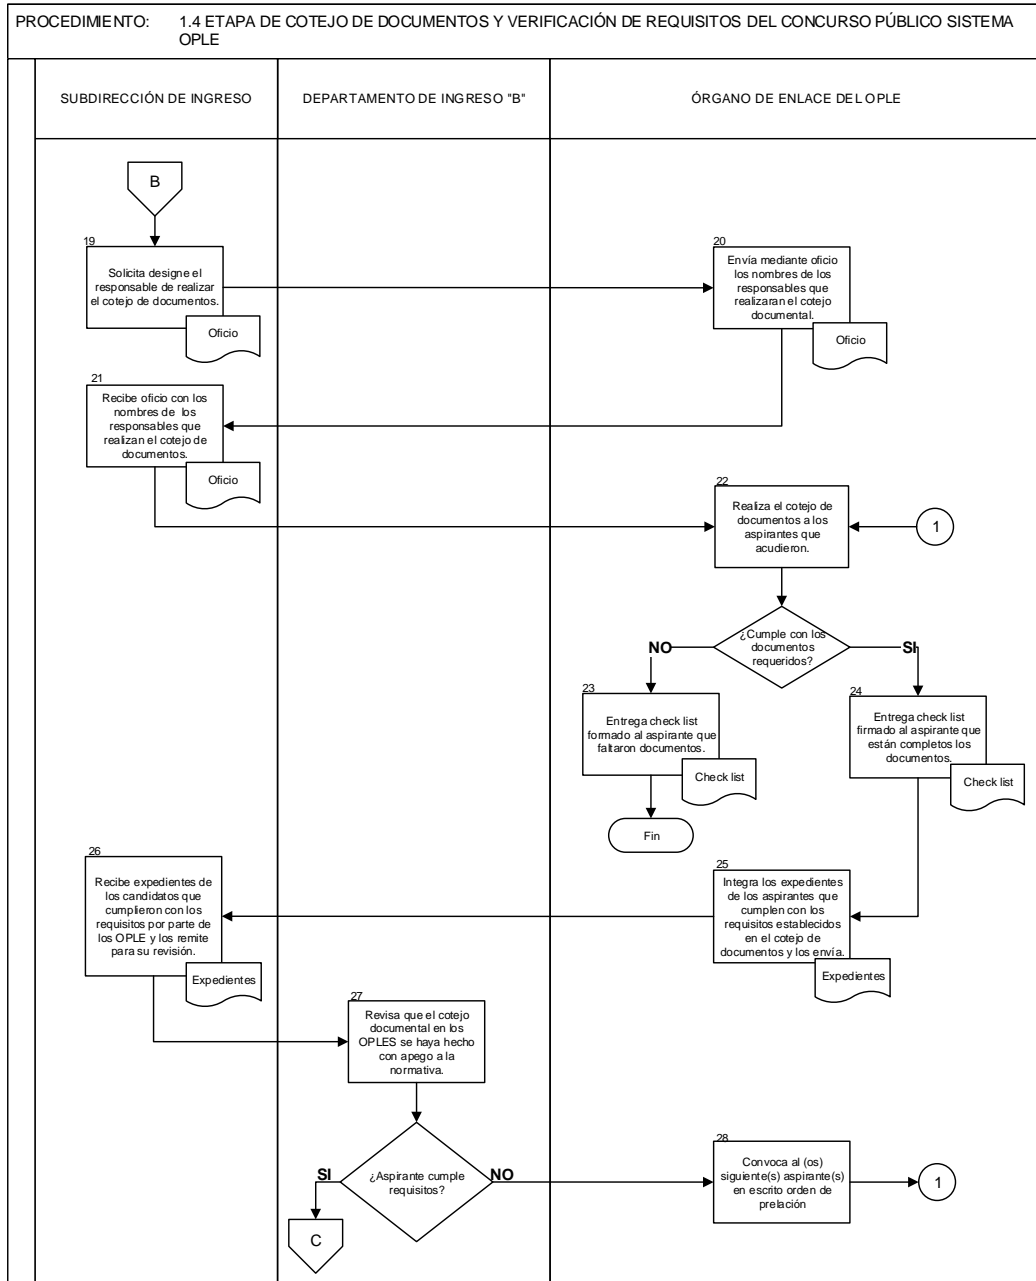 PROCEDIMIENTO: 1.4 ETAPA DE COTEJO DE DOCUMENTOS Y VERIFICACIÓN DE REQUISITOS DEL CONCURSO PÚBLICO SISTEMA
OPLE
SUBDIRECCIÓN DE INGRESO
DEPARTAMENTO DE INGRESO "B"
ÓRGANO DE ENLACE DEL OPLE
B
19
Solicita designe el
responsable de realizar
el cotejo de documentos.
Oficio
20
Envía mediante oficio
los nombres de los
responsables que
realizaran el cotejo
documental.
Oficio
21
Recibe oficio con los
nombres de los
responsables que
realizan el cotejo de
documentos.
Oficio
22
Realiza el cotejo de
documentos a los
aspirantes que
acudieron.
1
¿Cumple con los
documentos
requeridos?
NO
SI
23
Entrega check list
formado al aspirante que
faltaron documentos.
Check list
Fin
24
Entrega check list
firmado al aspirante que
están completos los
documentos.
Check list
25
Integra los expedientes
de los aspirantes que
cumplen con los
requisitos establecidos
en el cotejo de
documentos y los envía.
Expedientes
26
Recibe expedientes de
los candidatos que
cumplieron con los
requisitos por parte de
los OPLE y los remite
para su revisión.
Expedientes
27
Revisa que el cotejo
documental en los
OPLES se haya hecho
con apego a la
normativa.
¿Aspirante cumple
requisitos?
SI
NO
C
28
Convoca al (os)
siguiente(s) aspirante(s)
en escrito orden de
prelación
1